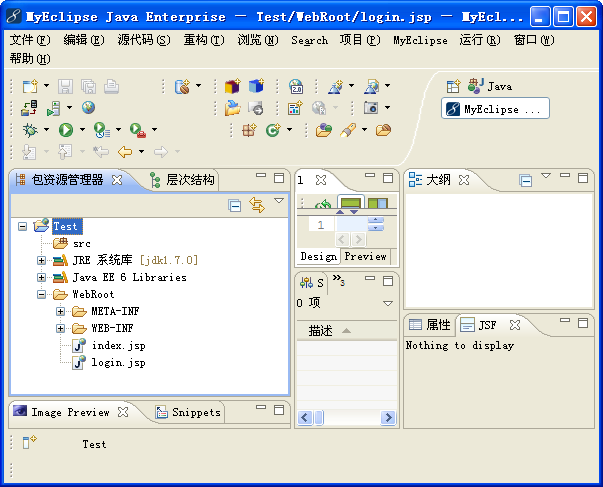 MyEclipse Java Enterprise - Test/WebRoot/login.jsp - MyEcl...
文件(F) 编辑(E) 源代码(S) 重构(T) 浏览(N) Search 项目(P) MyEclipse 运行(R) 窗口(W)
帮助(H)
Java
MyEclipse ...
2.0
包资源管理器
层次结构
Test
src
JRE 系统库 [jdk1.7.0]
Java EE 6 Libraries
WebRoot
META-INF
WEB-INF
index.jsp
login.jsp
Image Preview
Snippets
Test
l
1
Design Preview
S
3
0 项
描述
大纲
属性
JSF
Nothing to display